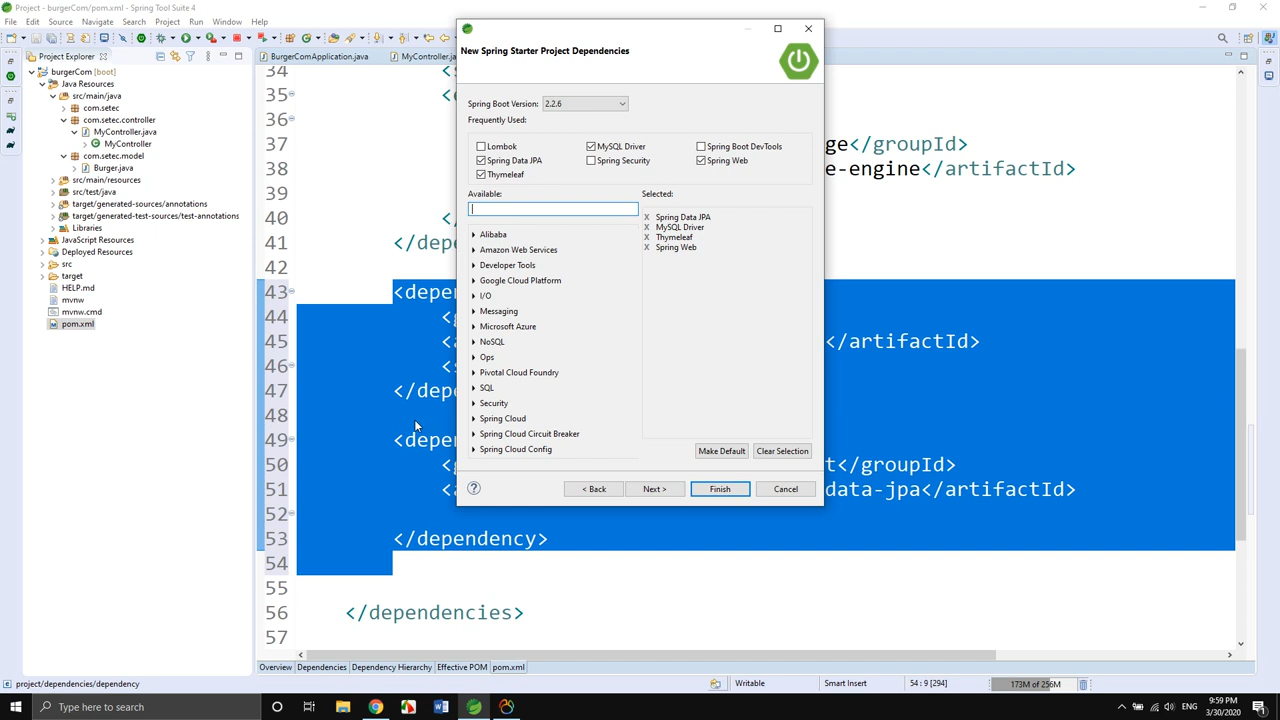 Project - burgerCom/pom.xml - Spring Tool Suite 4
File Edit Source Navigate Search Project Run Window Help
Project Explorer
burgerCom [boot]
Java Resources
src/main/java
com.setec
com.setec.controller
MyController.java
MyController
com.setec.model
Burger.java
src/main/resources
src/test/java
target/generated-sources/annotations
target/generated-test-sources/test-annotations
Libraries
JavaScript Resources
Deployed Resources
src
target
HELP.md
mvnw
mvnw.cmd
pom.xml
BurgerComApplication.java
MyController.ja
34 <s
35 <e
36
37 ge</groupId>
38 e-engine</artifactId>
39
40 </
41 </depe
42
43 <depen
44 <g
45 <a </artifactId>
46 <s
47 </depe
48
49 <depen
50 <g t</groupId>
51 <a data-jpa</artifactId>
52
53 </dependency>
54
55
56 </dependencies>
57
New Spring Starter Project Dependencies
Spring Boot Version: 2.2.6
Frequently Used:
Lombok MySQL Driver Spring Boot DevTools
Spring Data JPA Spring Security Spring Web
Thymeleaf
Available: Selected:
Alibaba
Amazon Web Services
Developer Tools
Google Cloud Platform
I/O
Messaging
Microsoft Azure
NoSQL
Ops
Pivotal Cloud Foundry
SQL
Security
Spring Cloud
Spring Cloud Circuit Breaker
Spring Cloud Config
X Spring Data JPA
X MySQL Driver
X Thymeleaf
X Spring Web
Make Default Clear Selection
< Back Next > Finish Cancel
Overview Dependencies Dependency Hierarchy Effective POM pom.xml
project/dependencies/dependency Writable Smart Insert 54 : 9 [294] 173M of 256M
Type here to search
ENG
9:59 PM
3/30/2020